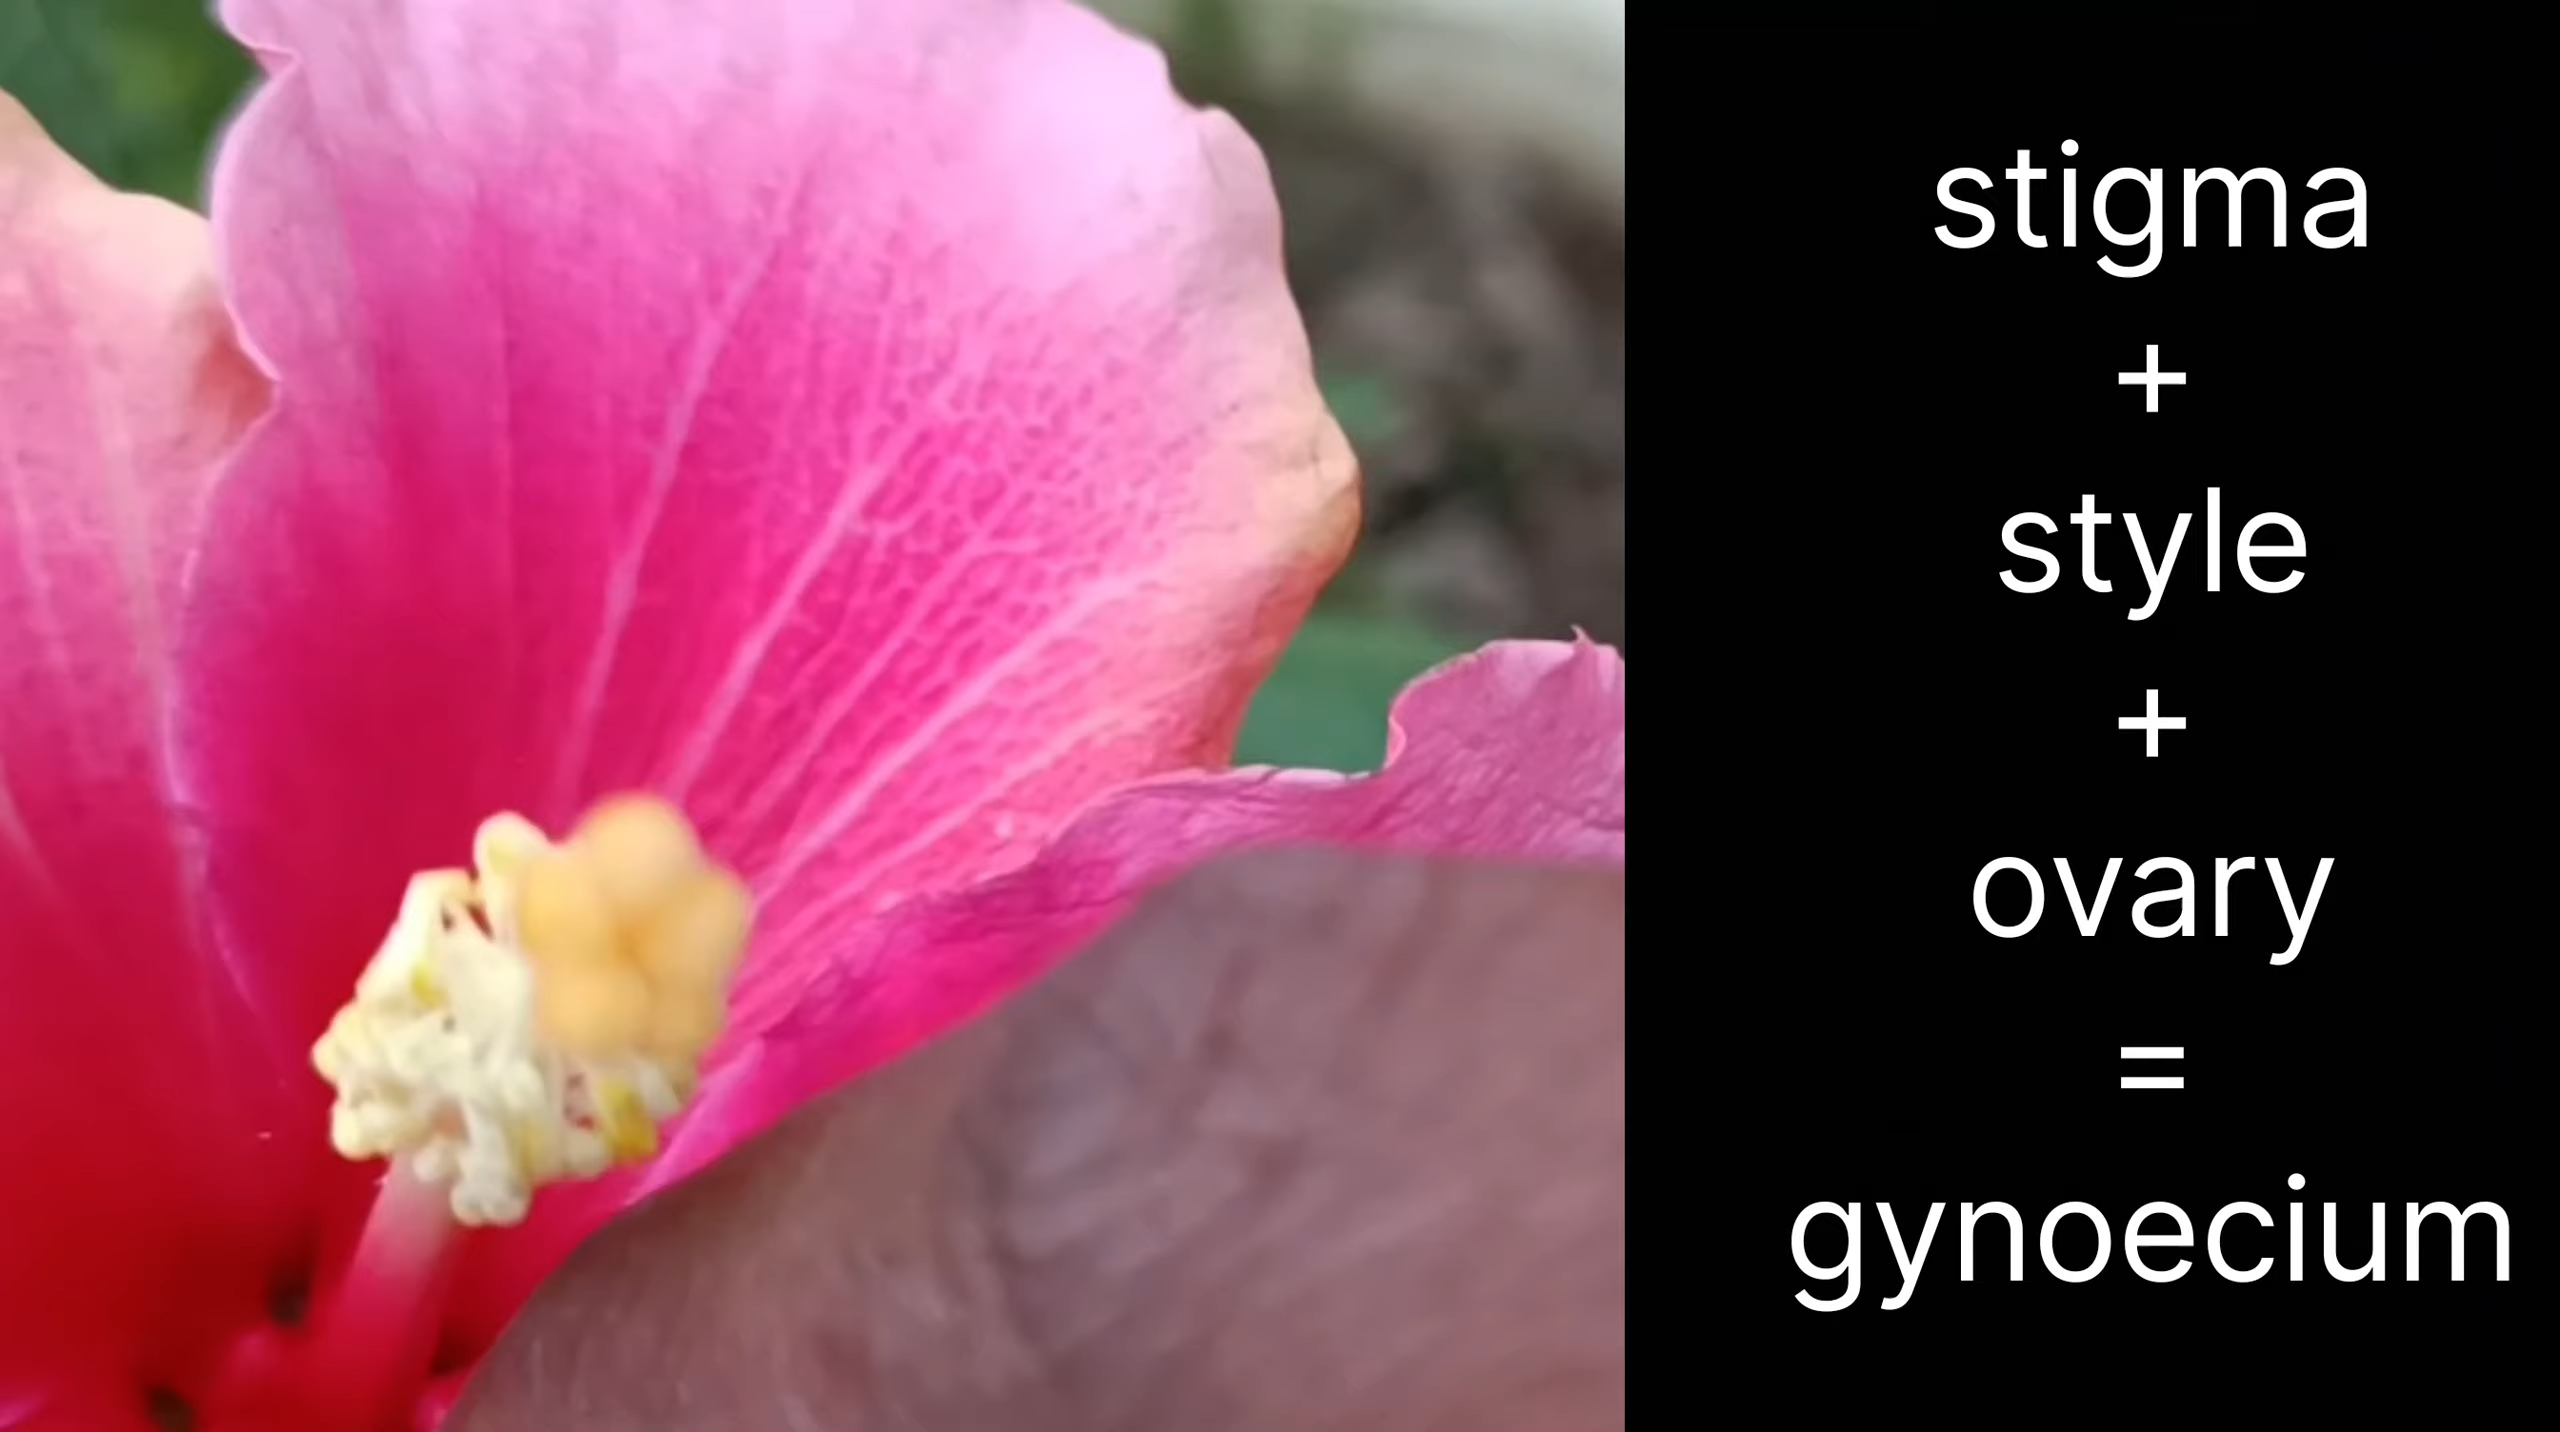 stigma
+
style
+
ovary
=
gynoecium